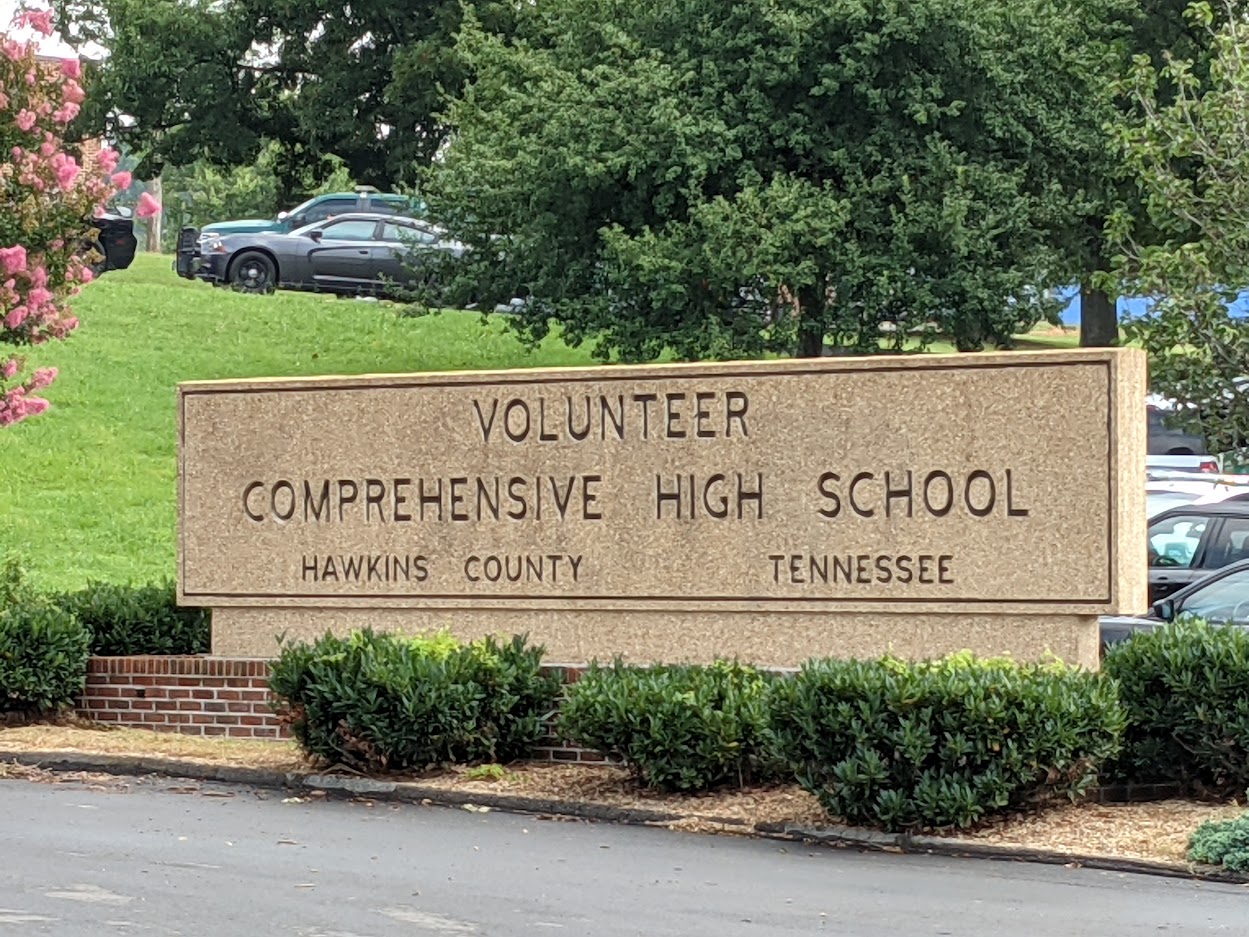 VOLUNTEER
COMPREHENSIVE HIGH SCHOOL
HAWKINS COUNTY TENNESSEE